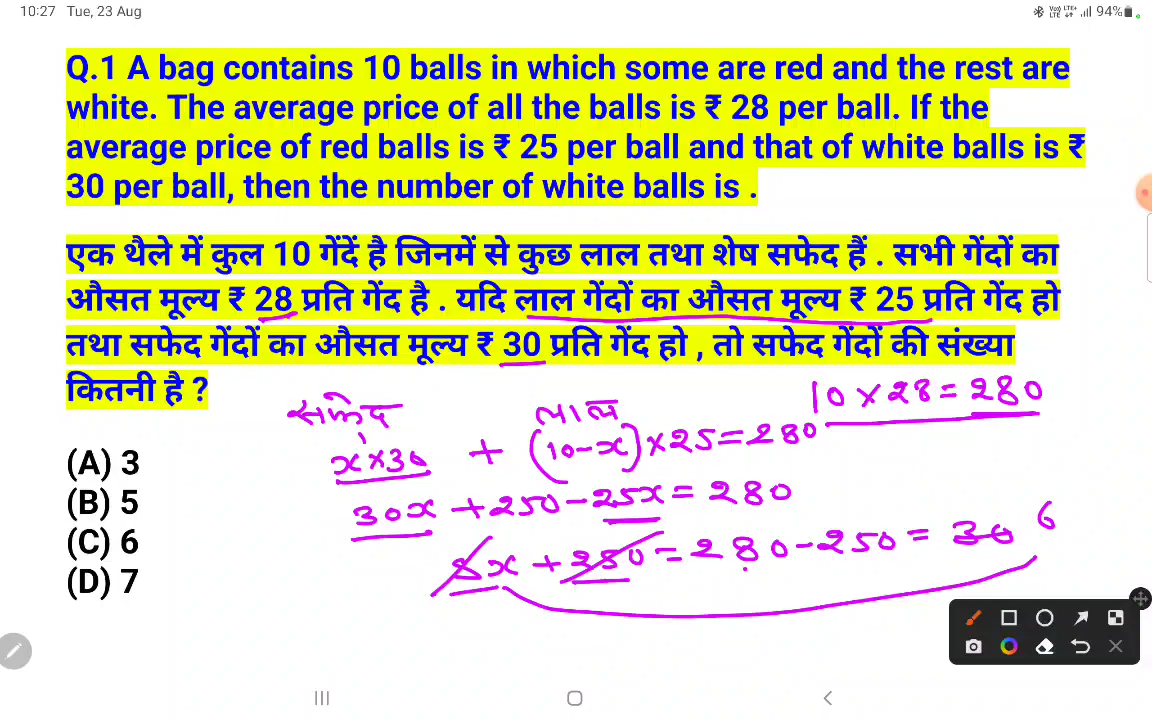 10:27 Tue, 23 Aug
94%
Q.1 A bag contains 10 balls in which some are red and the rest are
white. The average price of all the balls is ₹ 28 per ball. If the
average price of red balls is ₹ 25 per ball and that of white balls is ₹
30 per ball, then the number of white balls is .
एक थैले में कुल 10 गेंदें है जिनमें से कुछ लाल तथा शेष सफेद हैं . सभी गेंदों का
औसत मूल्य ₹ 28 प्रति गेंद है . यदि लाल गेंदों का औसत मूल्य ₹ 25 प्रति गेंद हो
तथा सफेद गेंदों का औसत मूल्य ₹ 30 प्रति गेंद हो , तो सफेद गेंदों की संख्या
कितनी है ?
10 × 28 = 280
सफेद लाल
x × 30 + (10 - x) × 25 = 280
30x + 250 - 25x = 280
5x + 250 = 280 - 250 = 30 6
(A) 3
(B) 5
(C) 6
(D) 7